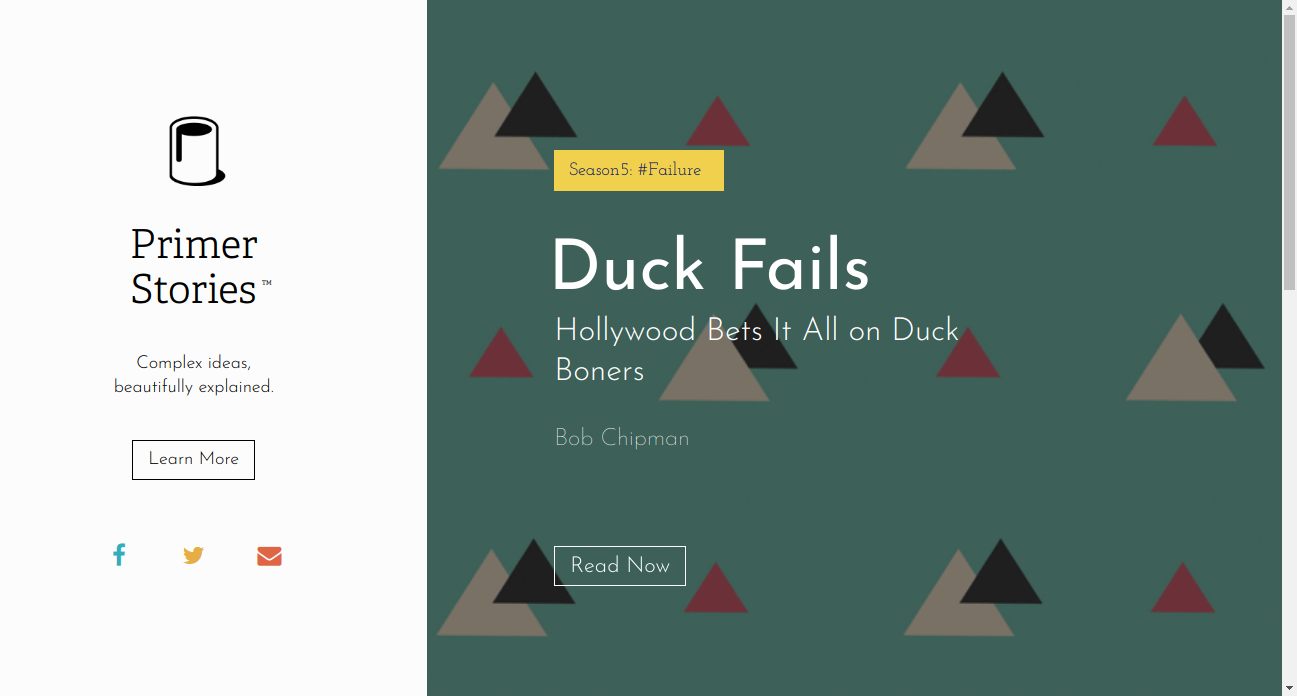 Primer
Stories™
Complex ideas,
beautifully explained.
Learn More
Season5: #Failure
Duck Fails
Hollywood Bets It All on Duck
Boners
Bob Chipman
Read Now